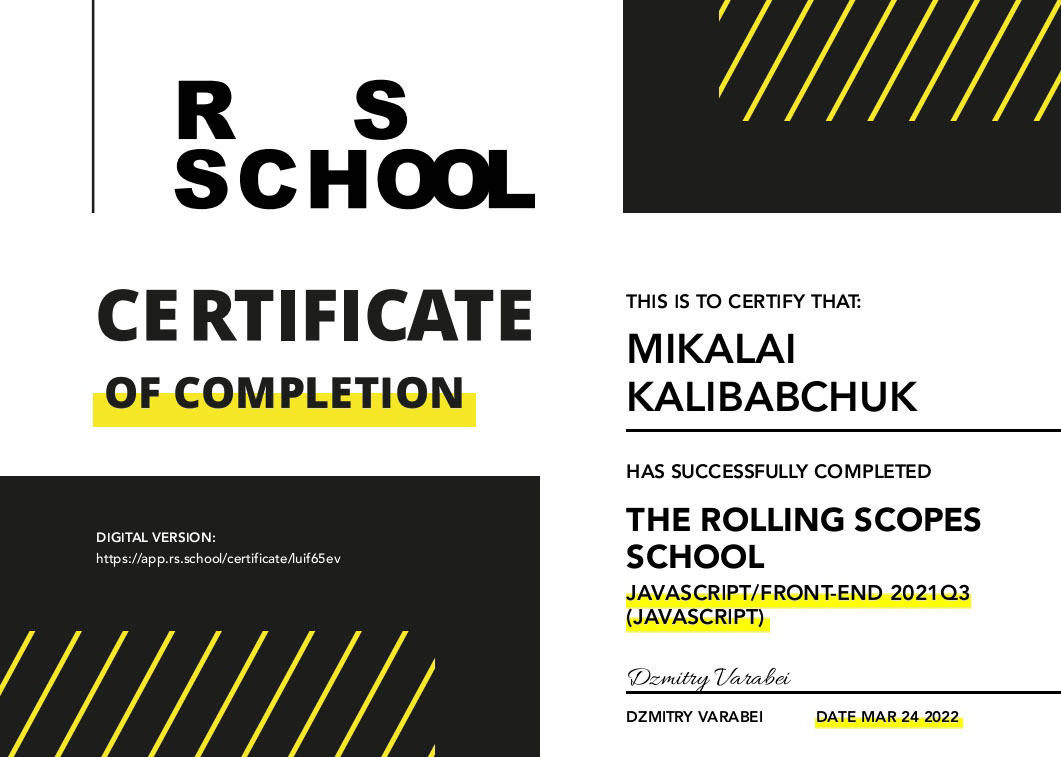 R S
SCHOOL
CERTIFICATE
OF COMPLETION
DIGITAL VERSION:
https://app.rs.school/certificate/luif65ev
THIS IS TO CERTIFY THAT:
MIKALAI
KALIBABCHUK
HAS SUCCESSFULLY COMPLETED
THE ROLLING SCOPES
SCHOOL
JAVASCRIPT/FRONT-END 2021Q3
(JAVASCRIPT)
Dzmitry Varabei
DZMITRY VARABEI DATE MAR 24 2022